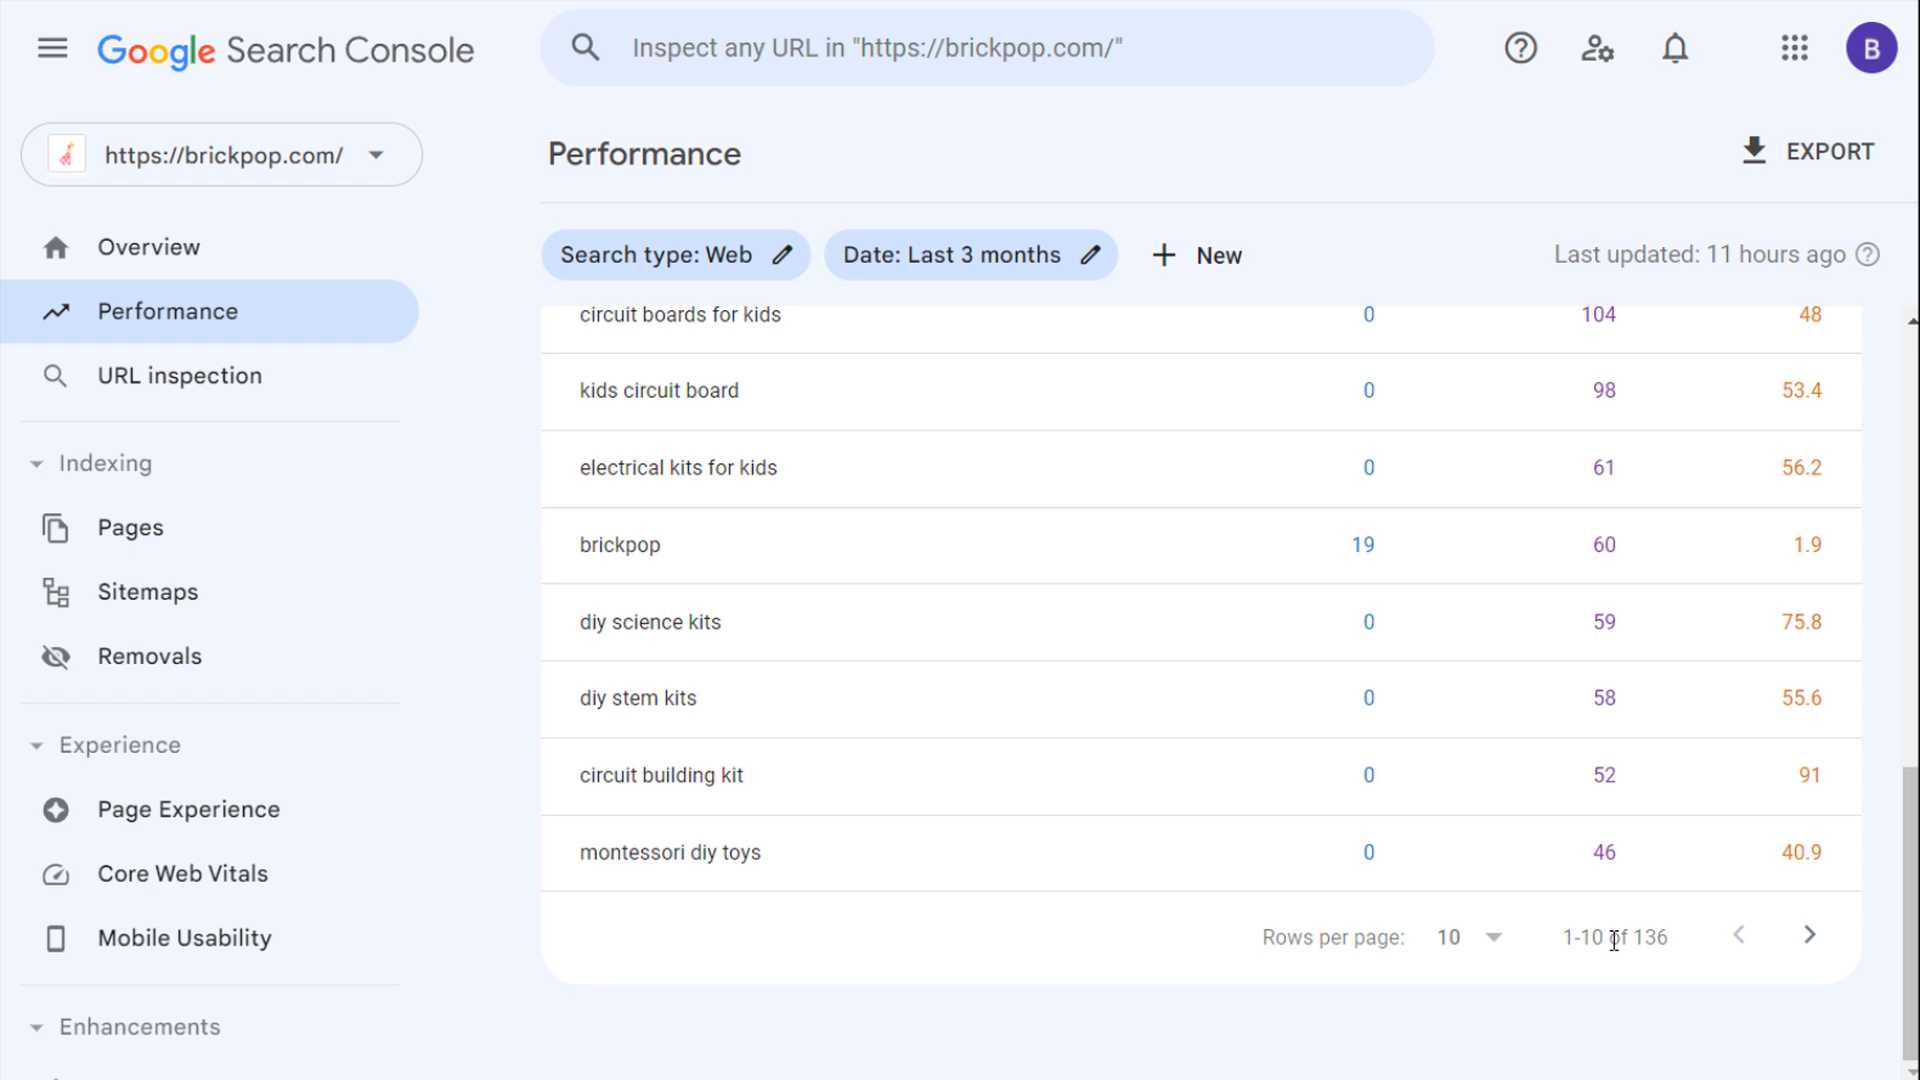 Google Search Console
Inspect any URL in "https://brickpop.com/"
B
https://brickpop.com/
Performance
EXPORT
Overview
Performance
URL inspection
Indexing
Pages
Sitemaps
Removals
Experience
Page Experience
Core Web Vitals
Mobile Usability
Enhancements
Search type: Web
Date: Last 3 months
+ New
Last updated: 11 hours ago
circuit boards for kids 0 104 48
kids circuit board 0 98 53.4
electrical kits for kids 0 61 56.2
brickpop 19 60 1.9
diy science kits 0 59 75.8
diy stem kits 0 58 55.6
circuit building kit 0 52 91
montessori diy toys 0 46 40.9
Rows per page: 10 1-10 of 136